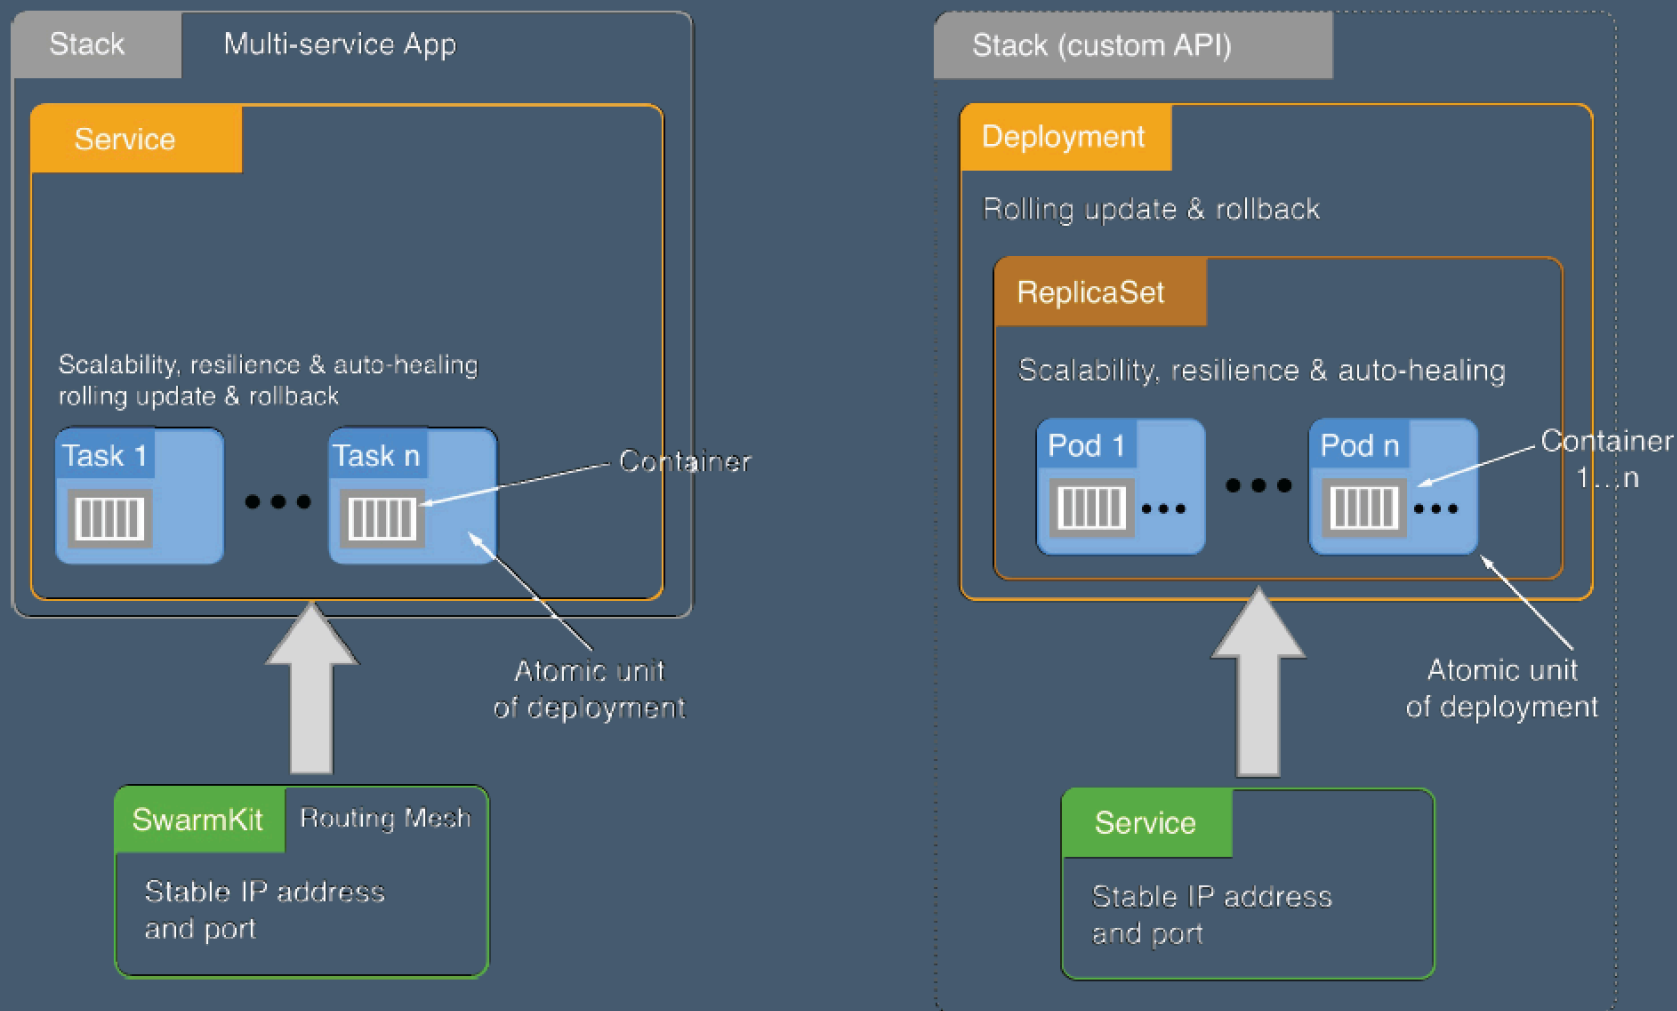 Stack
Multi-service App
Service
Scalability, resilience & auto-healing
rolling update & rollback
Task 1
Task n
Container
Atomic unit
of deployment
SwarmKit
Routing Mesh
Stable IP address
and port
Stack (custom API)
Deployment
Rolling update & rollback
ReplicaSet
Scalability, resilience & auto-healing
Pod 1
Pod n
Container
1...n
Atomic unit
of deployment
Service
Stable IP address
and port